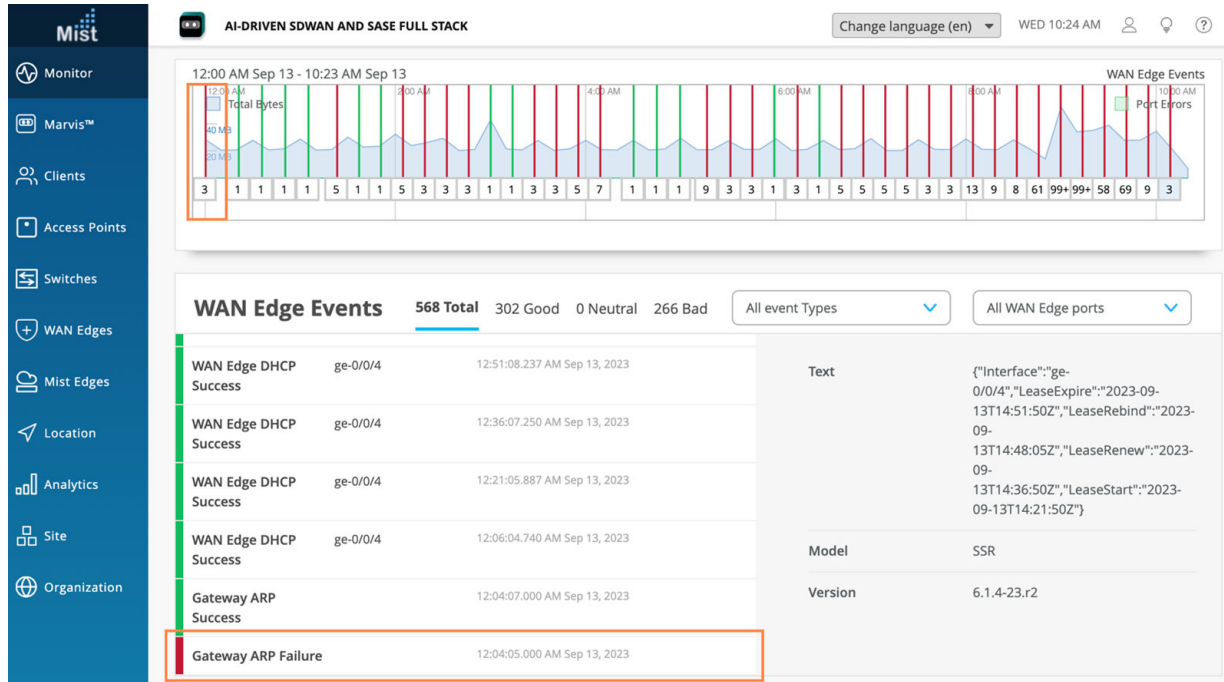 Mist
AI-DRIVEN SDWAN AND SASE FULL STACK
Change language (en)
WED 10:24 AM
?
Monitor
Marvis™
Clients
Access Points
Switches
WAN Edges
Mist Edges
Location
Analytics
Site
Organization
12:00 AM Sep 13 - 10:23 AM Sep 13
WAN Edge Events
12:00 AM 2:00 AM 4:00 AM 6:00 AM 8:00 AM 10:00 AM
Total Bytes
Port Errors
40 MB
20 MB
3 1 1 1 1 5 1 1 5 3 3 3 1 1 3 3 5 7 1 1 1 9 3 3 1 3 1 5 5 5 5 3 3 13 9 8 61 99+ 99+ 58 69 9 3
WAN Edge Events
568 Total 302 Good 0 Neutral 266 Bad
All event Types
All WAN Edge ports
WAN Edge DHCP ge-0/0/4 12:51:08.237 AM Sep 13, 2023
Success
WAN Edge DHCP ge-0/0/4 12:36:07.250 AM Sep 13, 2023
Success
WAN Edge DHCP ge-0/0/4 12:21:05.887 AM Sep 13, 2023
Success
WAN Edge DHCP ge-0/0/4 12:06:04.740 AM Sep 13, 2023
Success
Gateway ARP 12:04:07.000 AM Sep 13, 2023
Success
Gateway ARP Failure 12:04:05.000 AM Sep 13, 2023
Text
{"Interface":"ge-
0/0/4","LeaseExpire":"2023-09-
13T14:51:50Z","LeaseRebind":"2023-
09-
13T14:48:05Z","LeaseRenew":"2023-
09-
13T14:36:50Z","LeaseStart":"2023-
09-13T14:21:50Z"}
Model SSR
Version 6.1.4-23.r2